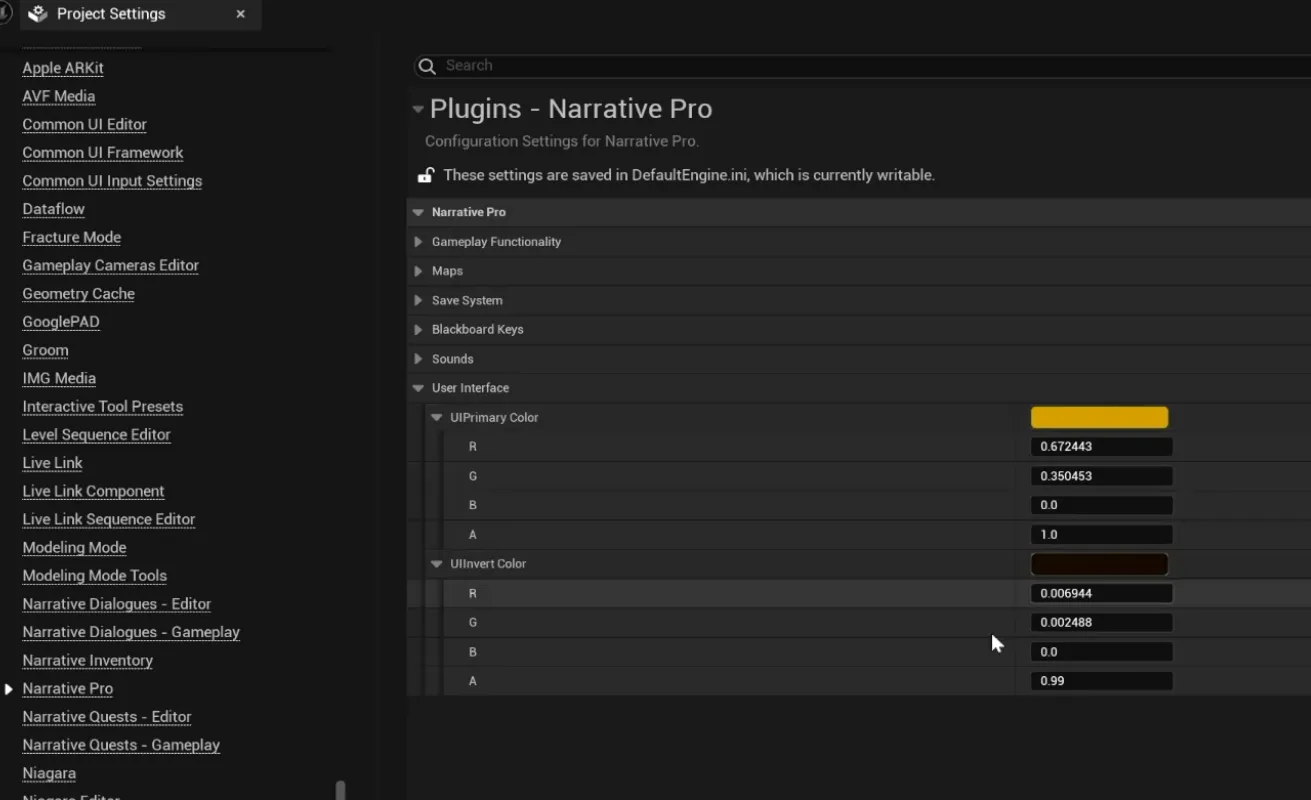 Project Settings
Apple ARKit
AVF Media
Common UI Editor
Common UI Framework
Common UI Input Settings
Dataflow
Fracture Mode
Gameplay Cameras Editor
Geometry Cache
GooglePAD
Groom
IMG Media
Interactive Tool Presets
Level Sequence Editor
Live Link
Live Link Component
Live Link Sequence Editor
Modeling Mode
Modeling Mode Tools
Narrative Dialogues - Editor
Narrative Dialogues - Gameplay
Narrative Inventory
Narrative Pro
Narrative Quests - Editor
Narrative Quests - Gameplay
Niagara
Niagara Editor
Search
Plugins - Narrative Pro
Configuration Settings for Narrative Pro.
These settings are saved in DefaultEngine.ini, which is currently writable.
Narrative Pro
Gameplay Functionality
Maps
Save System
Blackboard Keys
Sounds
User Interface
UIPrimary Color
R 0.672443
G 0.350453
B 0.0
A 1.0
UIInvert Color
R 0.006944
G 0.002488
B 0.0
A 0.99